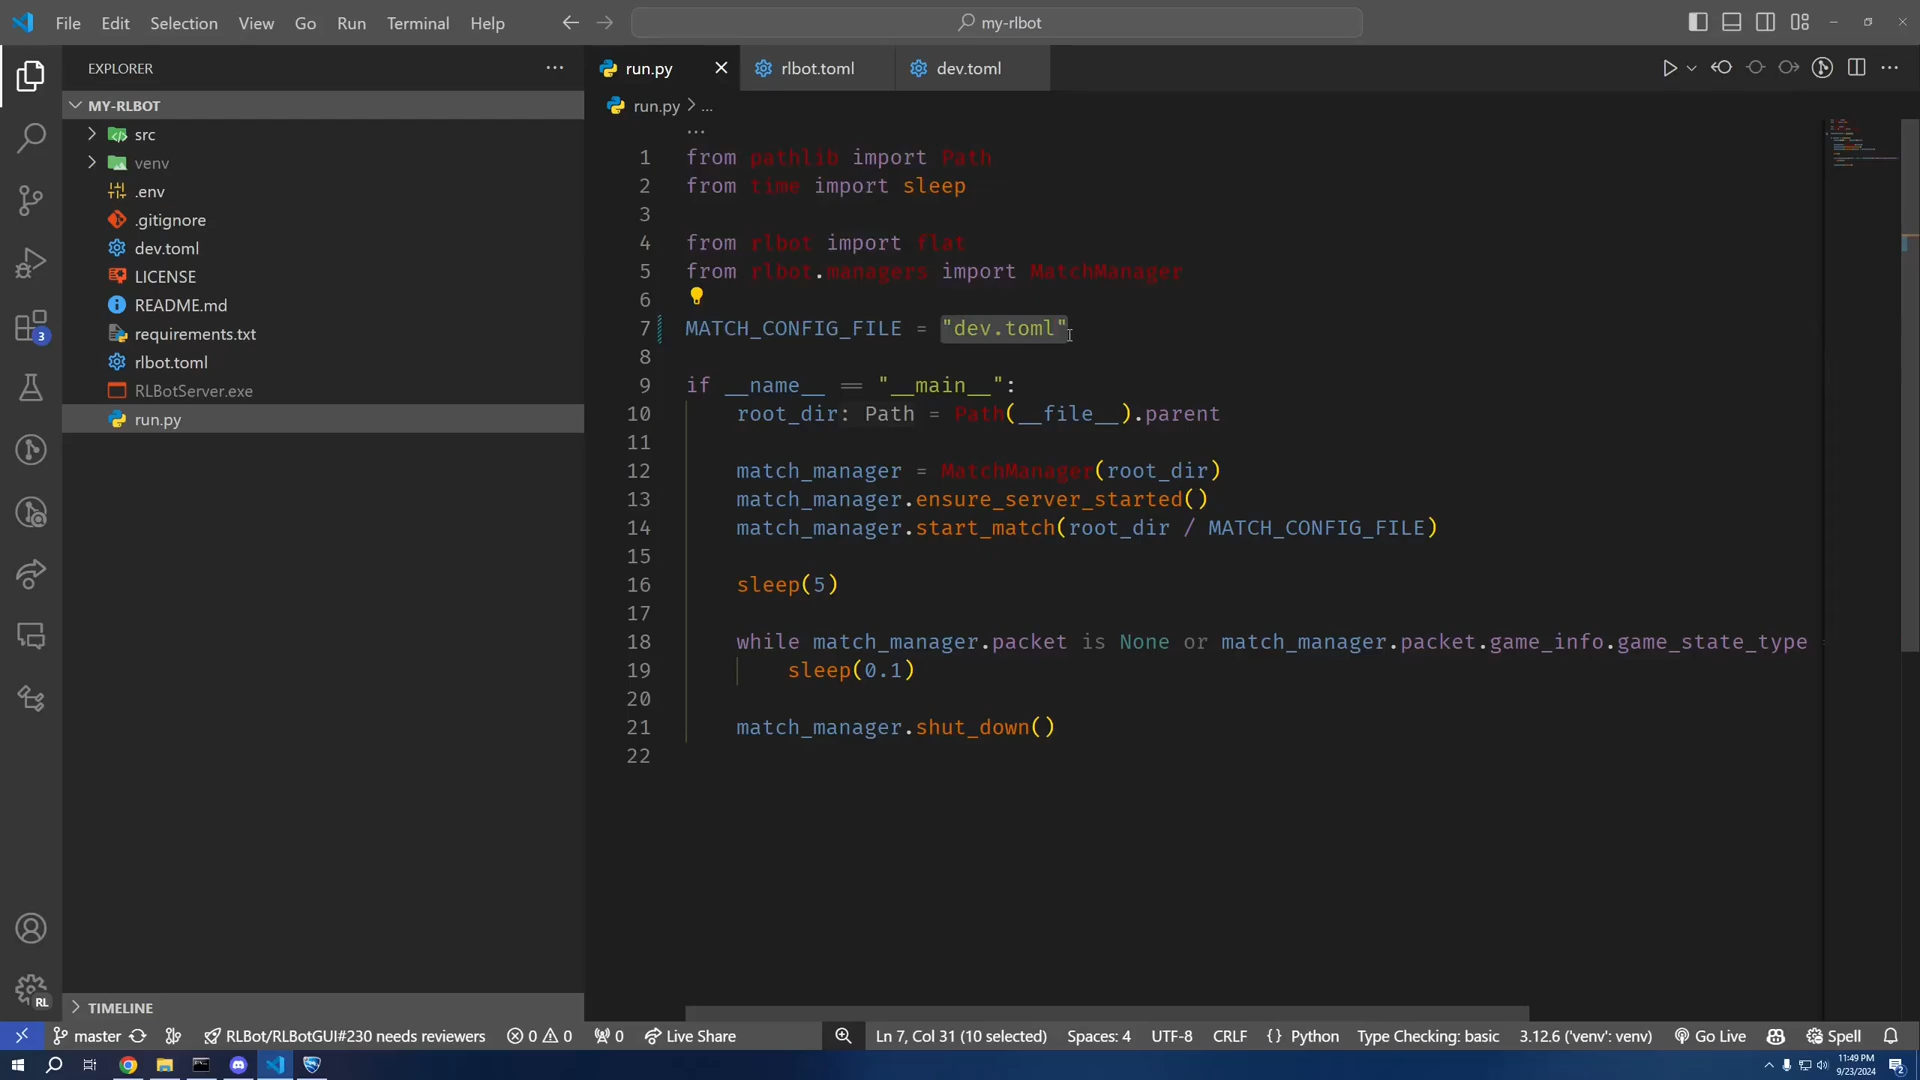 File Edit Selection View Go Run Terminal Help
my-rlbot
EXPLORER
run.py
rlbot.toml
dev.toml
MY-RLBOT
run.py > ...
src
venv
.env
.gitignore
dev.toml
LICENSE
README.md
requirements.txt
rlbot.toml
RLBotServer.exe
run.py
3
...
1 from pathlib import Path
2 from time import sleep
3
4 from rlbot import flat
5 from rlbot.managers import MatchManager
6
7 MATCH_CONFIG_FILE = "dev.toml"
8
9 if __name__ == "__main__":
10 root_dir: Path = Path(__file__).parent
11
12 match_manager = MatchManager(root_dir)
13 match_manager.ensure_server_started()
14 match_manager.start_match(root_dir / MATCH_CONFIG_FILE)
15
16 sleep(5)
17
18 while match_manager.packet is None or match_manager.packet.game_info.game_state_type
19 sleep(0.1)
20
21 match_manager.shut_down()
22
RL
TIMELINE
master RLBot/RLBotGUI#230 needs reviewers 0 0 0 Live Share Ln 7, Col 31 (10 selected) Spaces: 4 UTF-8 CRLF {} Python Type Checking: basic 3.12.6 ('venv': venv) Go Live Spell
11:49 PM
9/23/2024
2